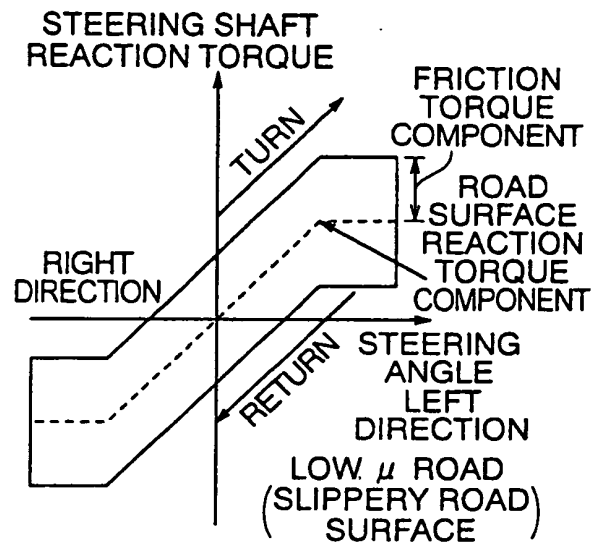 STEERING SHAFT
REACTION TORQUE
FRICTION
TORQUE
COMPONENT
TURN
ROAD
SURFACE
REACTION
TORQUE
COMPONENT
RIGHT
DIRECTION
STEERING
ANGLE
LEFT
DIRECTION
RETURN
LOW. μ ROAD
(SLIPPERY ROAD)
SURFACE